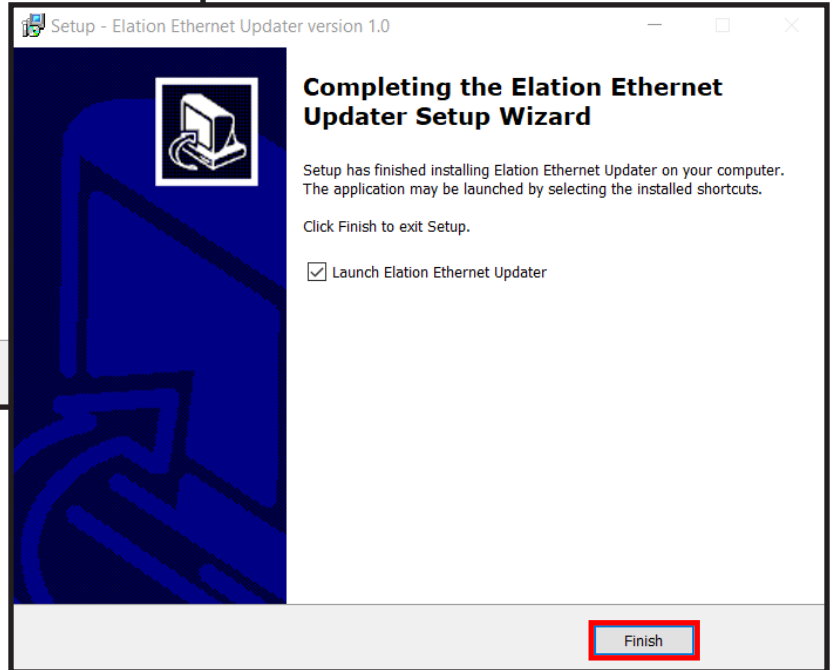 Setup - Elation Ethernet Updater version 1.0
Completing the Elation Ethernet
Updater Setup Wizard
Setup has finished installing Elation Ethernet Updater on your computer.
The application may be launched by selecting the installed shortcuts.
Click Finish to exit Setup.
Launch Elation Ethernet Updater
Finish